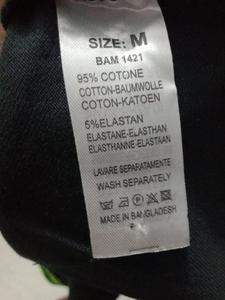 SIZE: M
BAM 1421
95% COTONE
COTTON-BAUMWOLLE
COTON-KATOEN
5%ELASTAN
ELASTANE-ELASTHAN
ELASTHANNE-ELASTAAN
LAVARE SEPARATAMENTE
WASH SEPARATELY
MADE IN BANGLADESH